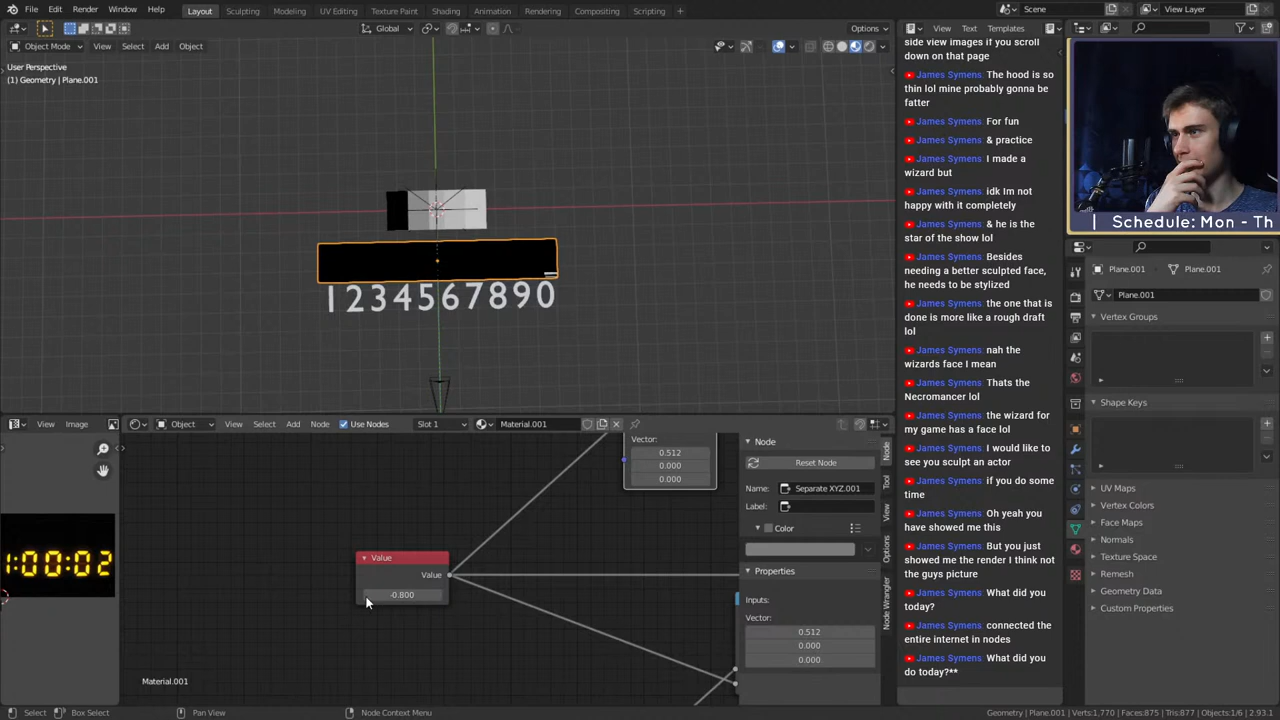 File Edit Render Window Help Layout Sculpting Modeling UV Editing Texture Paint Shading Animation Rendering Compositing Scripting + Scene View Layer
Global Options
Object Mode View Select Add Object
User Perspective
(1) Geometry | Plane.001
1234567890
View Text Templates
side view images if you scroll
down on that page
James Symens: The hood is so
thin lol mine probably gonna be
fatter
James Symens: For fun
James Symens: & practice
James Symens: I made a
wizard but
James Symens: idk Im not
happy with it completely
James Symens: & he is the
star of the show lol
James Symens: Besides
needing a better sculpted face,
he needs to be stylized
James Symens: the one that is
done is more like a rough draft
lol
James Symens: nah the
wizards face I mean
James Symens: Thats the
Necromancer lol
James Symens: the wizard for
my game has a face lol
James Symens: I would like to
see you sculpt an actor
James Symens: if you do some
time
James Symens: Oh yeah you
have showed me this
James Symens: But you just
showed me the render I think not
the guys picture
James Symens: What did you
do today?
James Symens: connected the
entire internet in nodes
James Symens: What did you
do today?**
| Schedule: Mon - Th
Plane.001 Plane.001
Plane.001
Vertex Groups
Shape Keys
UV Maps
Vertex Colors
Face Maps
Normals
Texture Space
Remesh
Geometry Data
Custom Properties
View Image
1:00:02
Object View Select Add Node Use Nodes Slot 1 Material.001
Vector:
0.512
0.000
0.000
Value
Value
-0.800
Material.001
Node
Reset Node
Name: Separate XYZ.001
Label:
Color
Properties
Inputs:
Vector:
0.512
0.000
0.000
Node
Tool
View
Options
Node Wrangler
Select Box Select Pan View Node Context Menu Geometry | Plane.001 | Verts:1,770 | Faces:875 | Tris:877 | Objects:1/6 | 2.93.1